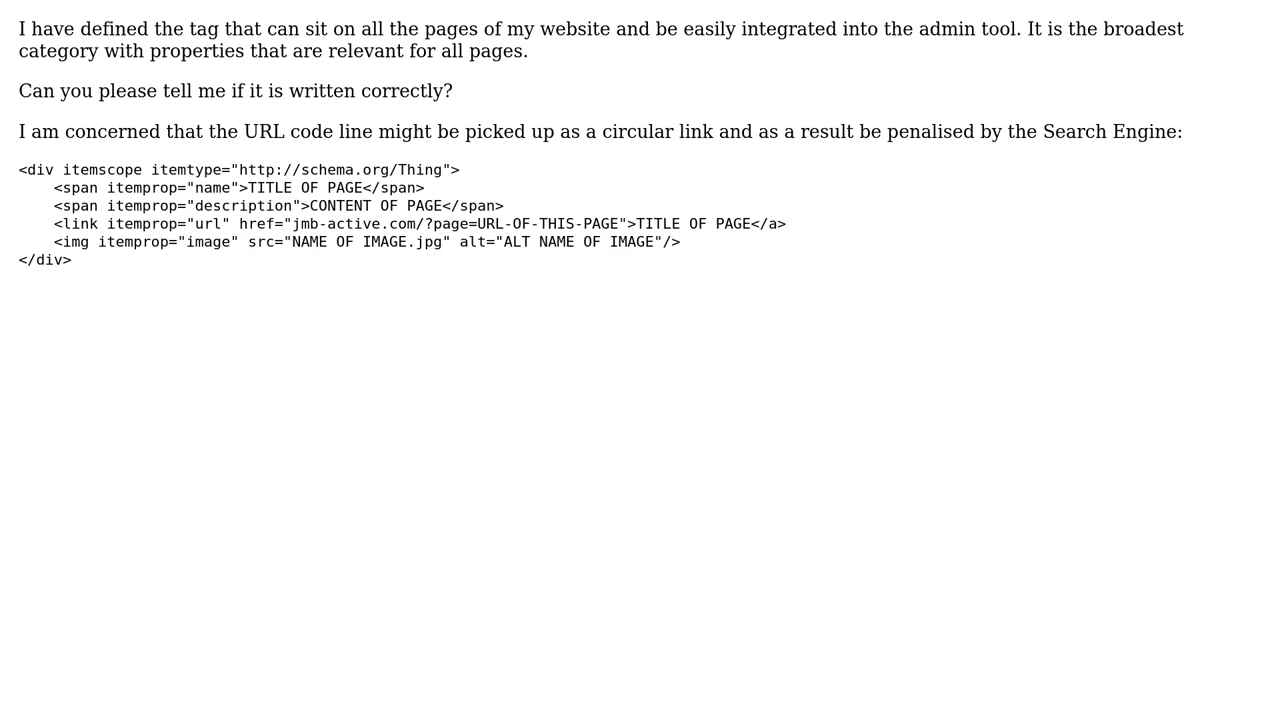 I have defined the tag that can sit on all the pages of my website and be easily integrated into the admin tool. It is the broadest
category with properties that are relevant for all pages.
Can you please tell me if it is written correctly?
I am concerned that the URL code line might be picked up as a circular link and as a result be penalised by the Search Engine:
<div itemscope itemtype="http://schema.org/Thing">
    <span itemprop="name">TITLE OF PAGE</span>
    <span itemprop="description">CONTENT OF PAGE</span>
    <link itemprop="url" href="jmb-active.com/?page=URL-OF-THIS-PAGE">TITLE OF PAGE</a>
    <img itemprop="image" src="NAME OF IMAGE.jpg" alt="ALT NAME OF IMAGE"/>
</div>